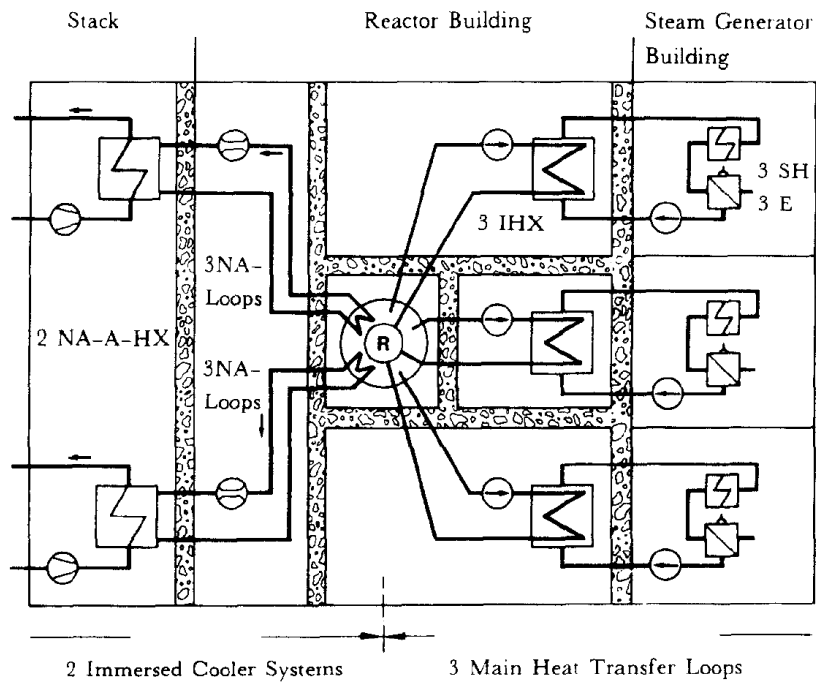 Stack
Reactor Building
Steam Generator
Building
3 SH
3 E
3 IHX
3NA-
Loops
2 NA-A-HX
R
3NA-
Loops
2 Immersed Cooler Systems
3 Main Heat Transfer Loops